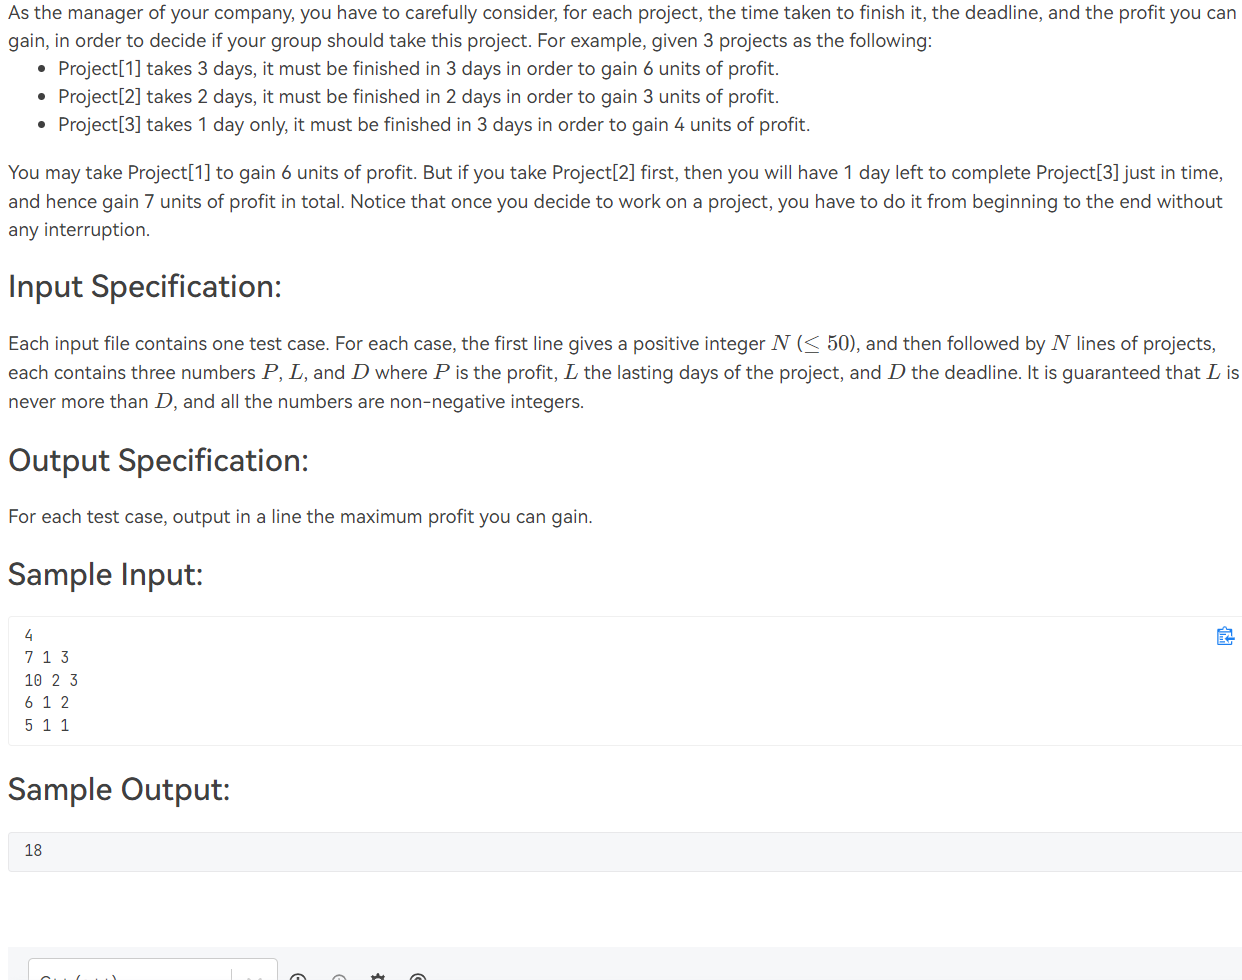 As the manager of your company, you have to carefully consider, for each project, the time taken to finish it, the deadline, and the profit you can
gain, in order to decide if your group should take this project. For example, given 3 projects as the following:
• Project[1] takes 3 days, it must be finished in 3 days in order to gain 6 units of profit.
• Project[2] takes 2 days, it must be finished in 2 days in order to gain 3 units of profit.
• Project[3] takes 1 day only, it must be finished in 3 days in order to gain 4 units of profit.
You may take Project[1] to gain 6 units of profit. But if you take Project[2] first, then you will have 1 day left to complete Project[3] just in time,
and hence gain 7 units of profit in total. Notice that once you decide to work on a project, you have to do it from beginning to the end without
any interruption.
Input Specification:
Each input file contains one test case. For each case, the first line gives a positive integer N (≤ 50), and then followed by N lines of projects,
each contains three numbers P, L, and D where P is the profit, L the lasting days of the project, and D the deadline. It is guaranteed that L is
never more than D, and all the numbers are non-negative integers.
Output Specification:
For each test case, output in a line the maximum profit you can gain.
Sample Input:
4
7 1 3
10 2 3
6 1 2
5 1 1
Sample Output:
18